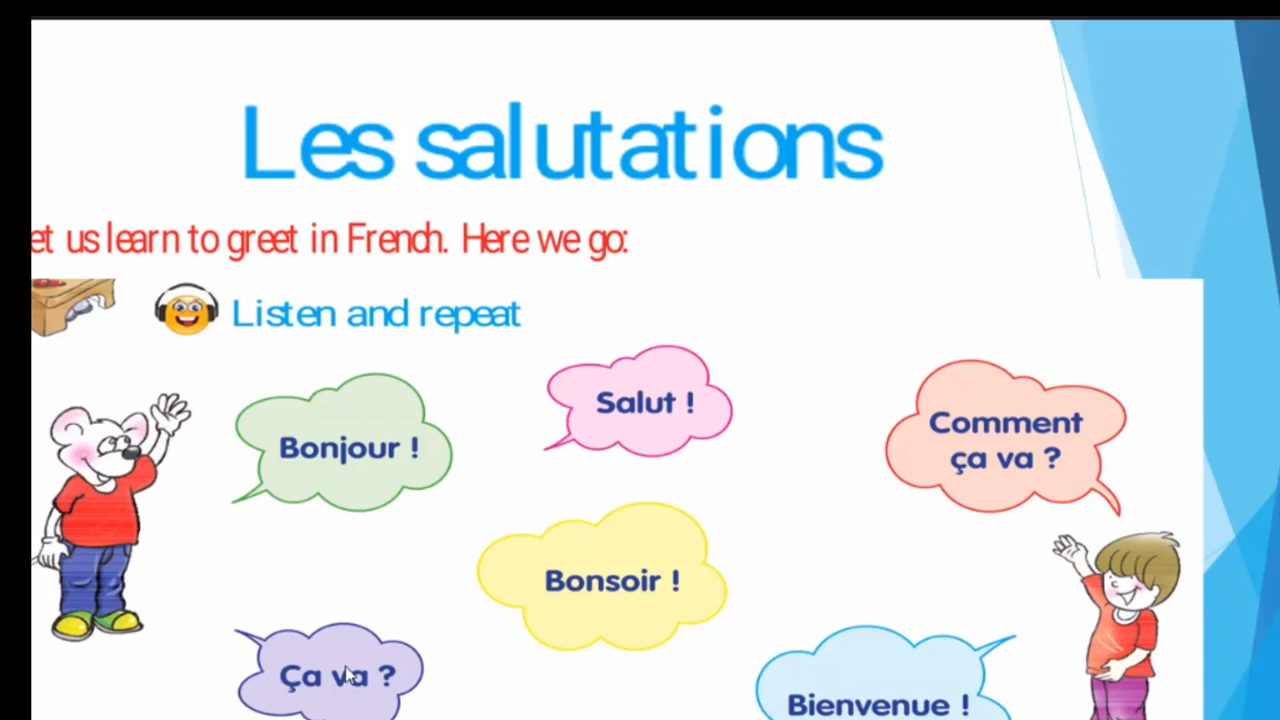 Les salutations
et us learn to greet in French. Here we go:
Listen and repeat
Bonjour !
Salut !
Comment
ça va ?
Bonsoir !
Ça va ?
Bienvenue !